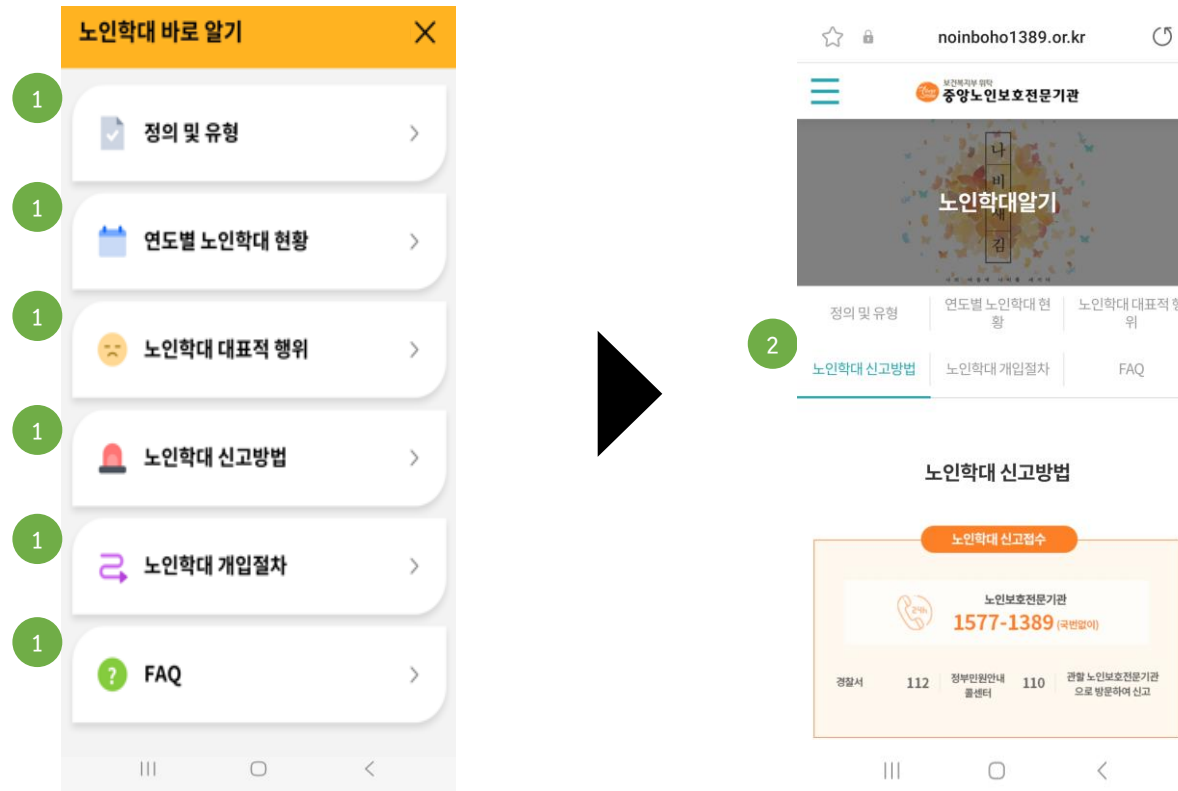 노인학대 바로 알기
1
정의 및 유형
1
연도별 노인학대 현황
1
노인학대 대표적 행위
1
노인학대 신고방법
1
노인학대 개입절차
1
FAQ
noinboho1389.or.kr
보건복지부 위탁
중앙노인보호전문기관
나
비
새
김
노인학대알기
정의 및 유형
연도별 노인학대 현
황
노인학대 대표적 행
위
2
노인학대 신고방법
노인학대 개입절차
FAQ
노인학대 신고방법
노인학대 신고접수
24h
노인보호전문기관
1577-1389 (국번없이)
경찰서
112
정부민원안내
콜센터
110
관할 노인보호전문기관
으로 방문하여 신고